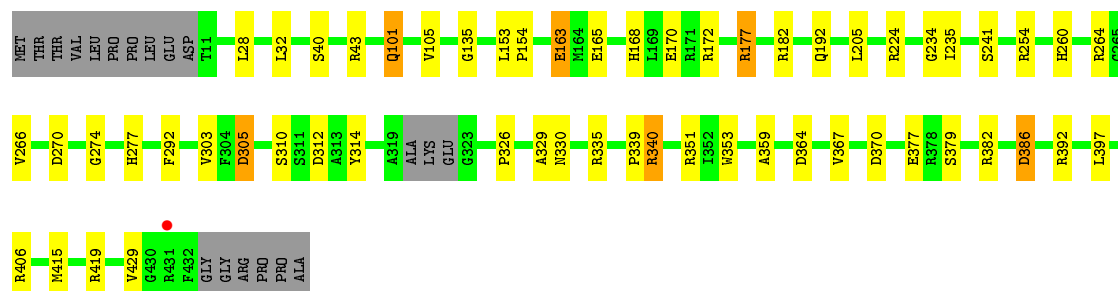 MET THR THR VAL LEU PRO PRO LEU GLU ASP T11 L28 L32 S40 R43 Q101 V105 G135 L153 P154 E163 M164 E165 H168 L169 E170 R171 R172 R177 R182 Q192 L205 R224 G234 I235 S241 R254 H260 R264 G265
V266 D270 G274 H277 F292 V303 F304 D305 S310 S311 D312 A313 Y314 A319 ALA LYS GLU G323 P326 A329 N330 R335 P339 R340 R351 I352 W353 A359 D364 V367 D370 E377 R378 S379 R382 D386 R392 L397
R406 M415 R419 V429 G430 R431 F432 GLY GLY ARG PRO PRO ALA